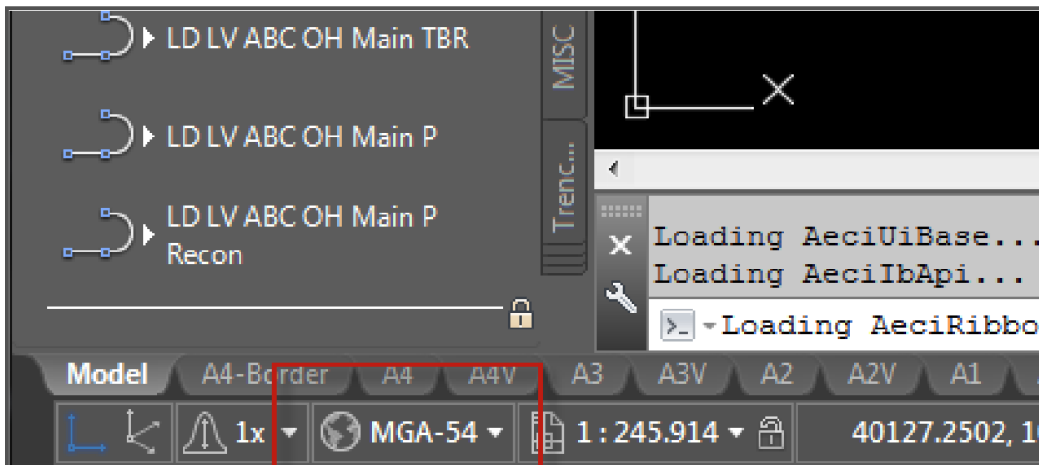 LD LV ABC OH Main TBR
LD LV ABC OH Main P
LD LV ABC OH Main P
Recon
MISC
Trenc...
X
Loading AeciUiBase...
Loading AeciIbApi...
Loading AeciRibbo
Model A4-Border A4 A4V A3 A3V A2 A2V A1
1x MGA-54 1 : 245.914 40127.2502, 1